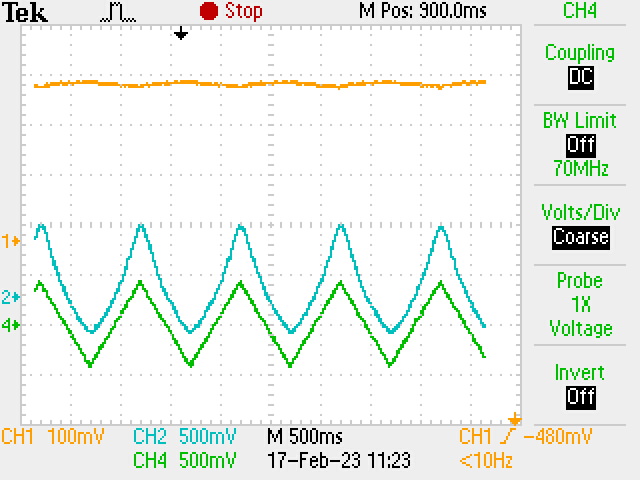 Tek Stop M Pos: 900.0ms CH4
Coupling
DC
BW Limit
Off
70MHz
Volts/Div
Coarse
Probe
1X
Voltage
Invert
Off
1
2
4
CH1 100mV CH2 500mV M 500ms CH1 -480mV
CH4 500mV 17-Feb-23 11:23 <10Hz